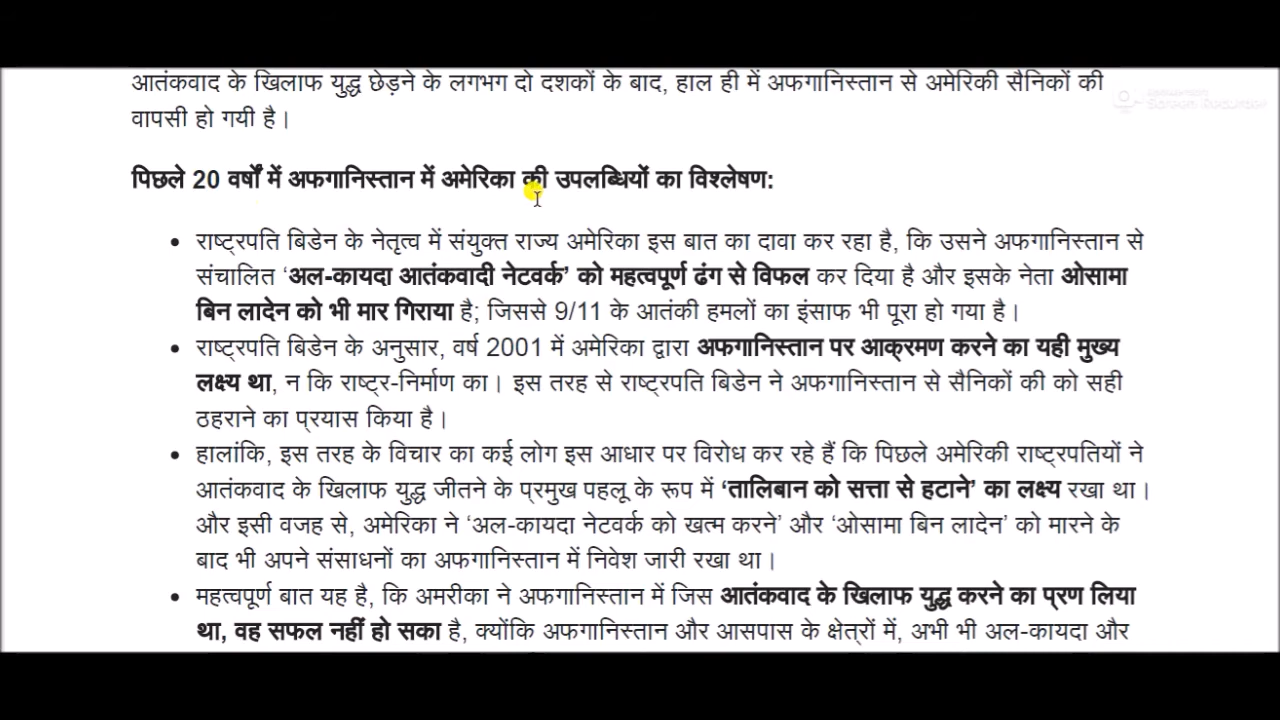 आतंकवाद के खिलाफ युद्ध छेड़ने के लगभग दो दशकों के बाद, हाल ही में अफगानिस्तान से अमेरिकी सैनिकों की
वापसी हो गयी है।
पिछले 20 वर्षों में अफगानिस्तान में अमेरिका की उपलब्धियों का विश्लेषण:
• राष्ट्रपति बिडेन के नेतृत्व में संयुक्त राज्य अमेरिका इस बात का दावा कर रहा है, कि उसने अफगानिस्तान से
संचालित ‘अल-कायदा आतंकवादी नेटवर्क’ को महत्वपूर्ण ढंग से विफल कर दिया है और इसके नेता ओसामा
बिन लादेन को भी मार गिराया है; जिससे 9/11 के आतंकी हमलों का इंसाफ भी पूरा हो गया है।
• राष्ट्रपति बिडेन के अनुसार, वर्ष 2001 में अमेरिका द्वारा अफगानिस्तान पर आक्रमण करने का यही मुख्य
लक्ष्य था, न कि राष्ट्र-निर्माण का। इस तरह से राष्ट्रपति बिडेन ने अफगानिस्तान से सैनिकों की को सही
ठहराने का प्रयास किया है।
• हालांकि, इस तरह के विचार का कई लोग इस आधार पर विरोध कर रहे हैं कि पिछले अमेरिकी राष्ट्रपतियों ने
आतंकवाद के खिलाफ युद्ध जीतने के प्रमुख पहलू के रूप में ‘तालिबान को सत्ता से हटाने’ का लक्ष्य रखा था।
और इसी वजह से, अमेरिका ने ‘अल-कायदा नेटवर्क को खत्म करने’ और ‘ओसामा बिन लादेन’ को मारने के
बाद भी अपने संसाधनों का अफगानिस्तान में निवेश जारी रखा था।
• महत्वपूर्ण बात यह है, कि अमरीका ने अफगानिस्तान में जिस आतंकवाद के खिलाफ युद्ध करने का प्रण लिया
था, वह सफल नहीं हो सका है, क्योंकि अफगानिस्तान और आसपास के क्षेत्रों में, अभी भी अल-कायदा और
Screen Recorder